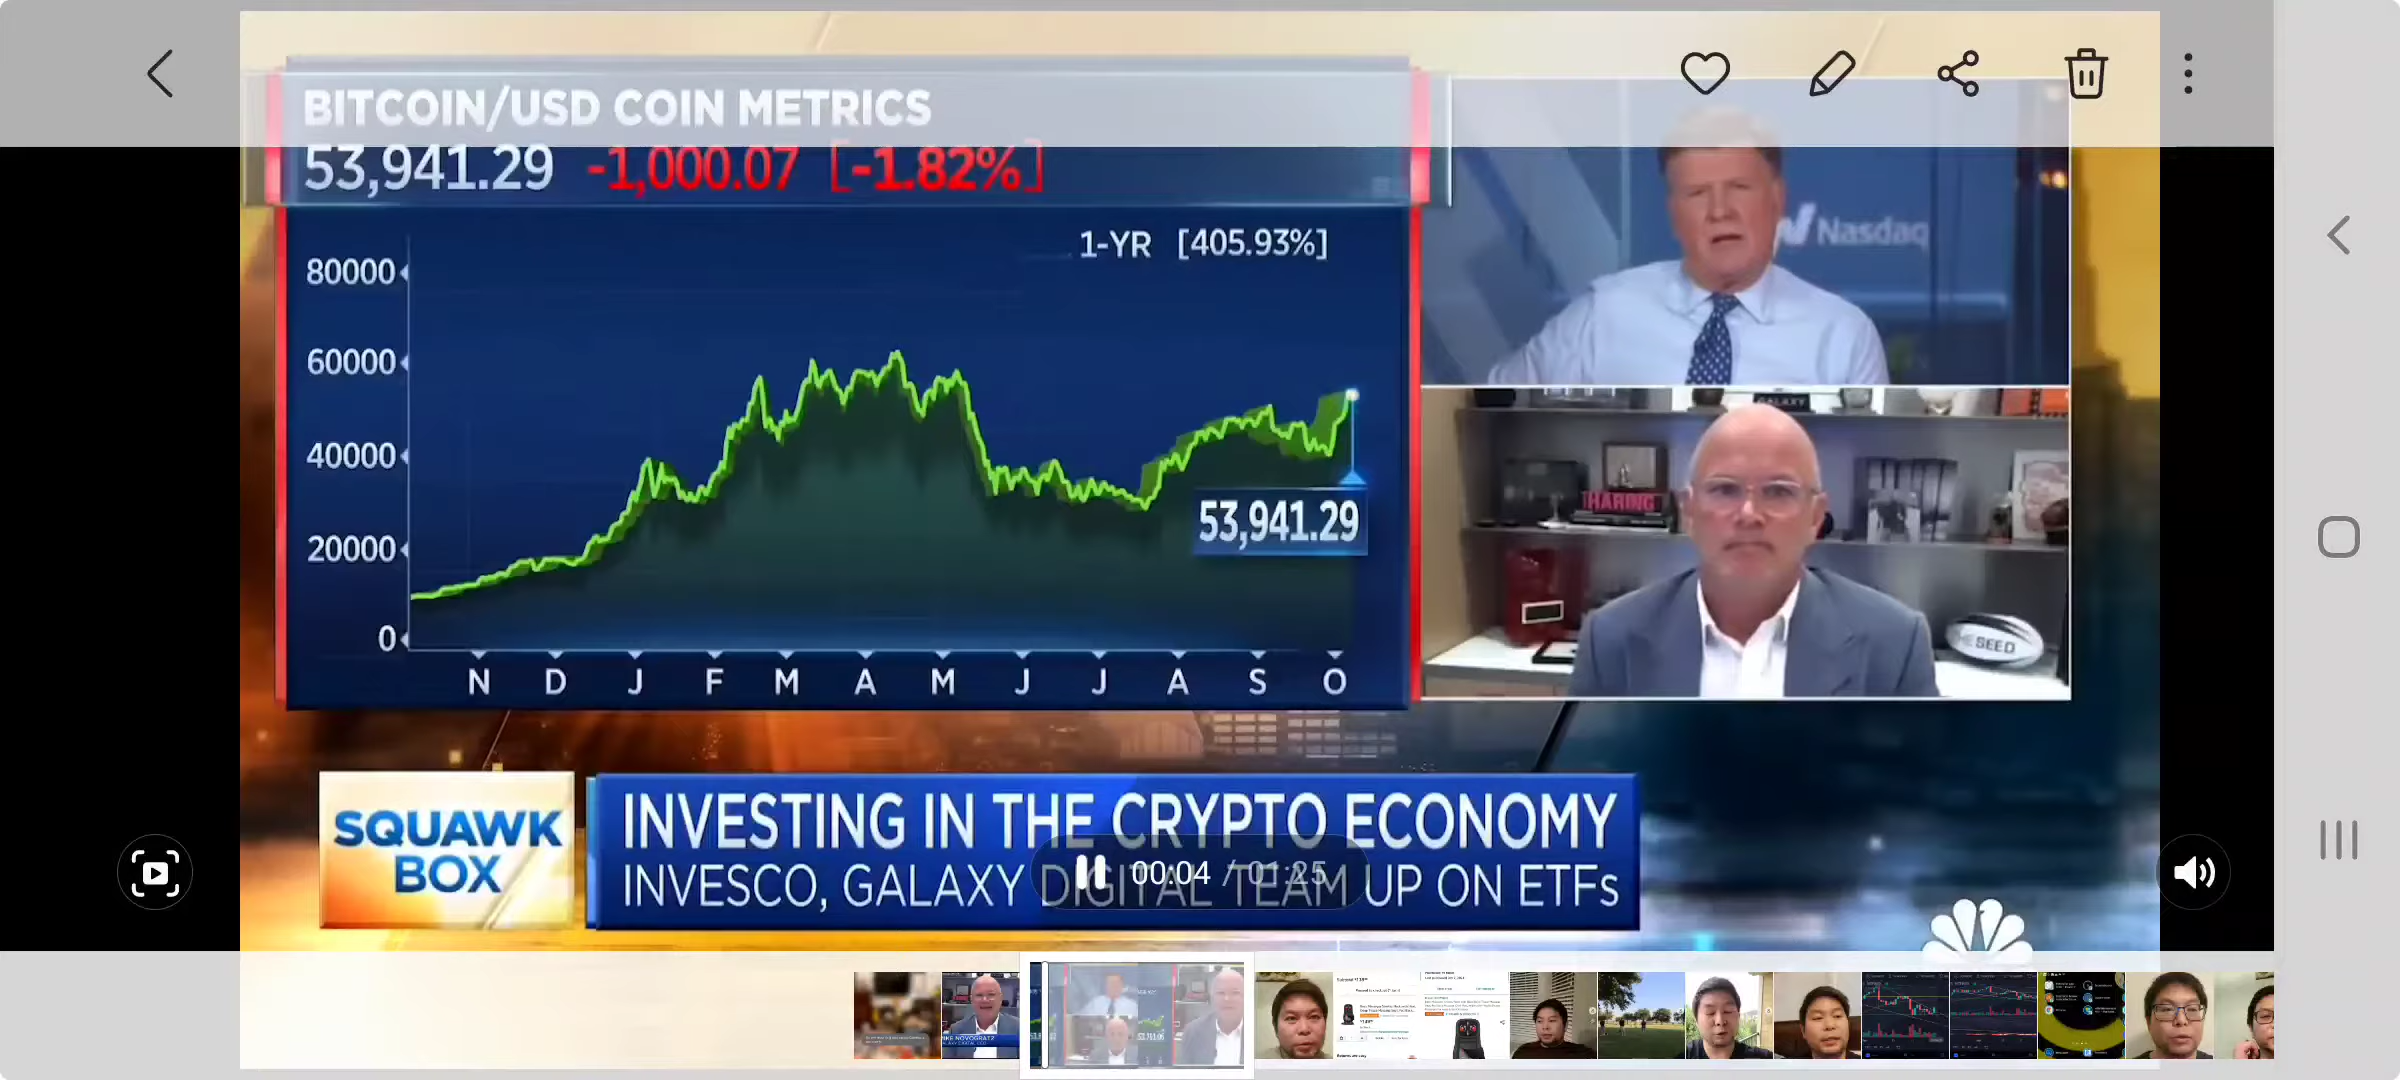 BITCOIN/USD COIN METRICS
53,941.29 -1,000.07 [-1.82%]
1-YR [405.93%]
80000
60000
40000
20000
0
53,941.29
N D J F M A M J J A S O
Nasdaq
GALAXY
HARING
SEED
SQUAWK
BOX
INVESTING IN THE CRYPTO ECONOMY
INVESCO, GALAXY DIGITAL TEAM UP ON ETFs
00:04 / 01:25